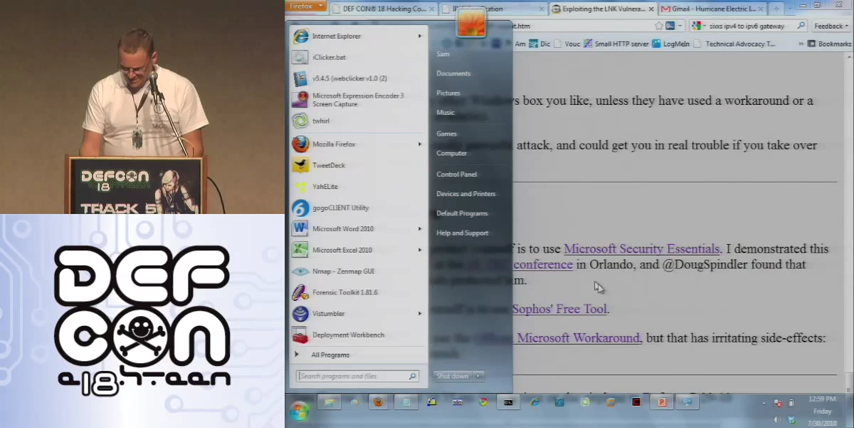 DEFCON
18
TRACK 5
DEF
CON
Firefox
DEF CON® 18 Hacking Co...
Exploiting the LNK Vulnera...
Gmail - Hurricane Electric I...
sixxs ipv4 to ipv6 gateway
Feedback
Am
Dic
Vouc
Small HTTP server
LogMeIn
Technical Advocacy T...
Bookmarks
Internet Explorer
iClicker.bat
v5.4.5 (webclicker v1.0 (2)
Microsoft Expression Encoder 3
Screen Capture
twhirl
Mozilla Firefox
TweetDeck
YahELite
gogoCLIENT Utility
Microsoft Word 2010
Microsoft Excel 2010
Nmap - Zenmap GUI
Forensic Toolkit 1.81.6
Vistumbler
Deployment Workbench
All Programs
Search programs and files
Sam
Documents
Pictures
Music
Games
Computer
Control Panel
Devices and Printers
Default Programs
Help and Support
Shut down
box you like, unless they have used a workaround or a
attack, and could get you in real trouble if you take over
is to use Microsoft Security Essentials. I demonstrated this
conference in Orlando, and @DougSpindler found that
Sophos' Free Tool.
Microsoft Workaround, but that has irritating side-effects:
12:59 PM
Friday
7/30/2010